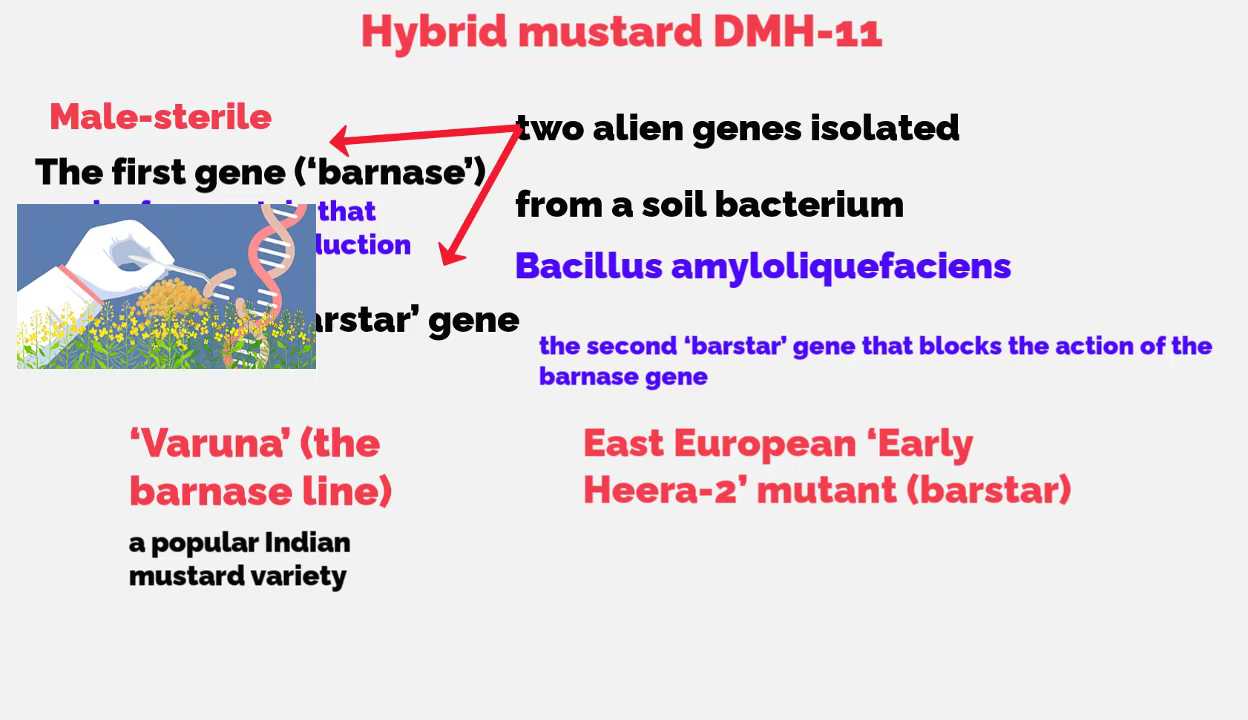 Hybrid mustard DMH-11
Male-sterile
The first gene (‘barnase’)
that
two alien genes isolated
from a soil bacterium
Bacillus amyloliquefaciens
gene
the second ‘barstar’ gene that blocks the action of the
barnase gene
‘Varuna’ (the
barnase line)
a popular Indian
mustard variety
East European ‘Early
Heera-2’ mutant (barstar)